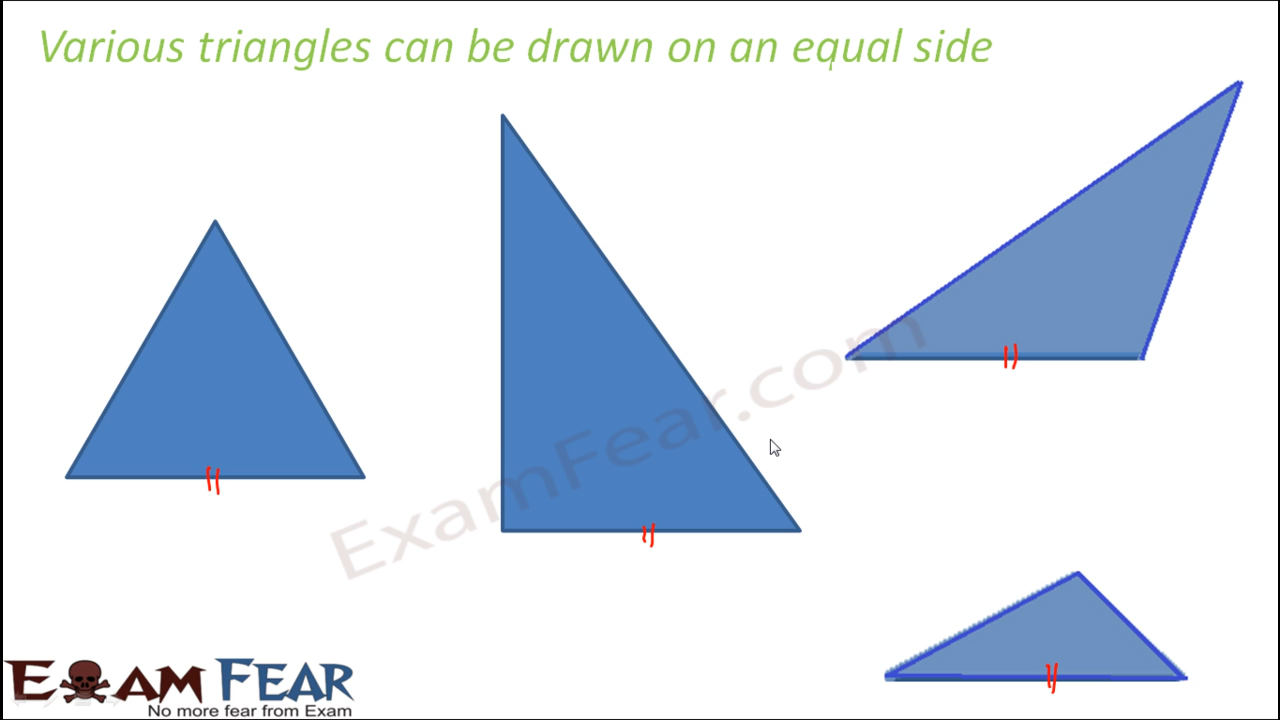 Various triangles can be drawn on an equal side
ExamFear.com
EXAM FEAR
No more fear from Exam